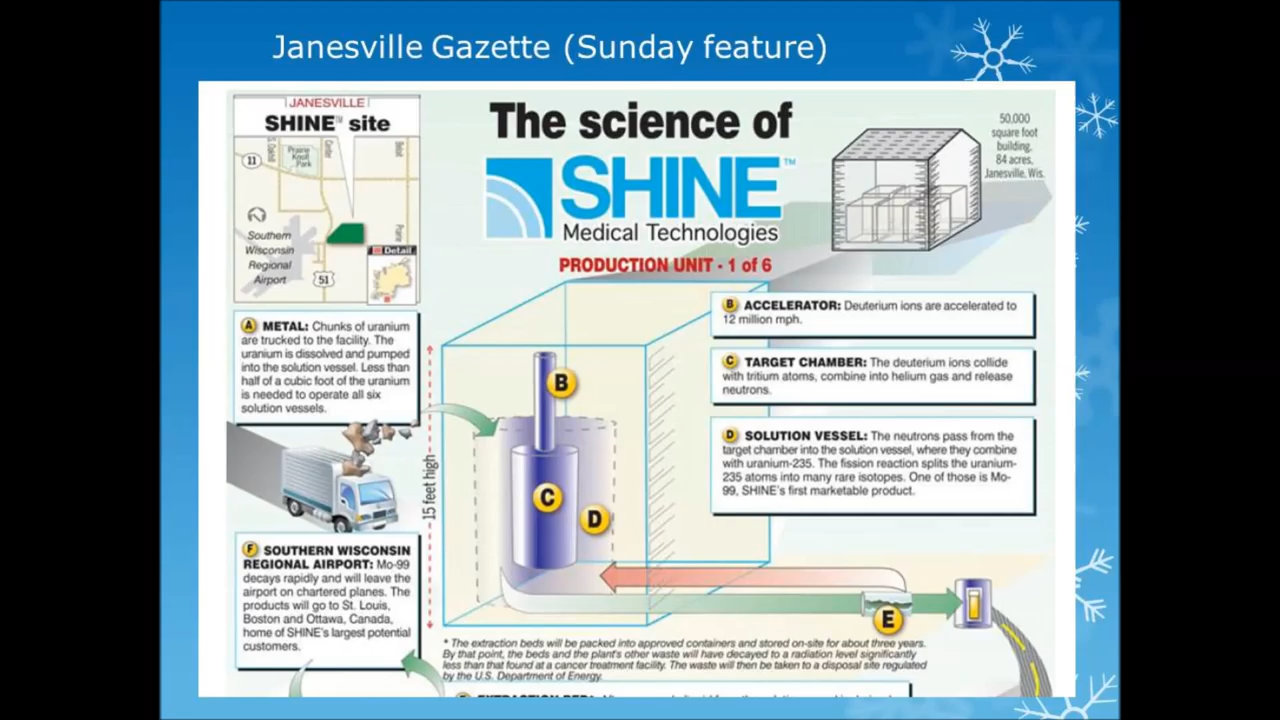 Janesville Gazette (Sunday feature)
JANESVILLE
SHINE™ site
S. Oakhill
Prairie
Knoll
Park
Center
Beloit
11
Prairie
Southern
Wisconsin
Regional
Airport
Detail
51
The science of
SHINE™
Medical Technologies
PRODUCTION UNIT - 1 of 6
50,000
square foot
building.
84 acres,
Janesville, Wis.
A METAL: Chunks of uranium
are trucked to the facility. The
uranium is dissolved and pumped
into the solution vessel. Less than
half of a cubic foot of the uranium
is needed to operate all six
solution vessels.
B ACCELERATOR: Deuterium ions are accelerated to
12 million mph.
C TARGET CHAMBER: The deuterium ions collide
with tritium atoms, combine into helium gas and release
neutrons.
D SOLUTION VESSEL: The neutrons pass from the
target chamber into the solution vessel, where they combine
with uranium-235. The fission reaction splits the uranium-
235 atoms into many rare isotopes. One of those is Mo-
99, SHINE's first marketable product.
15 feet high
B
C
D
E
F SOUTHERN WISCONSIN
REGIONAL AIRPORT: Mo-99
decays rapidly and will leave the
airport on chartered planes. The
products will go to St. Louis,
Boston and Ottawa, Canada,
home of SHINE's largest potential
customers.
* The extraction beds will be packed into approved containers and stored on-site for about three years.
By that point, the beds and the plant's other waste will have decayed to a radiation level significantly
less than that found at a cancer treatment facility. The waste will then be taken to a disposal site regulated
by the U.S. Department of Energy.